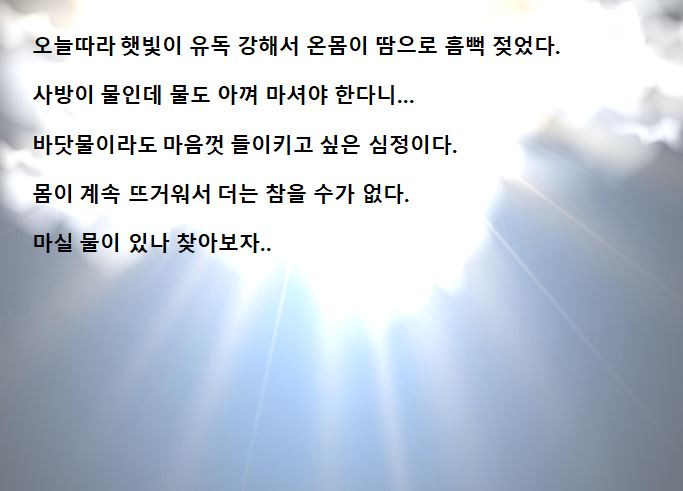 오늘따라 햇빛이 유독 강해서 온몸이 땀으로 흠뻑 젖었다.
사방이 물인데 물도 아껴 마셔야 한다니...
바닷물이라도 마음껏 들이키고 싶은 심정이다.
몸이 계속 뜨거워서 더는 참을 수가 없다.
마실 물이 있나 찾아보자..